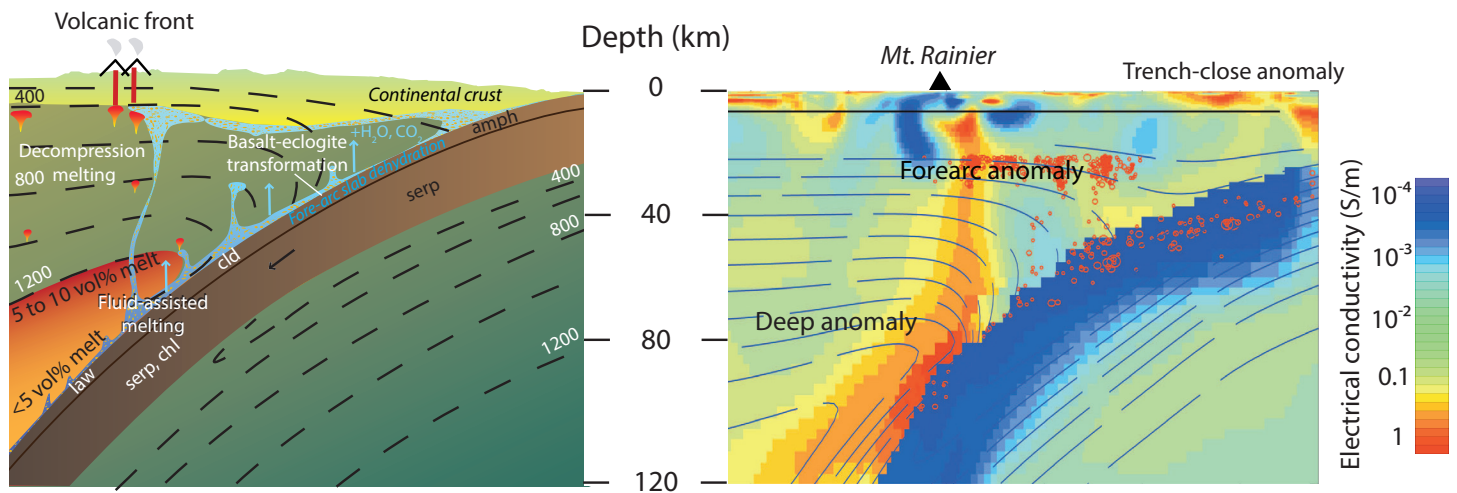 Volcanic front
400
Continental crust
Decompression
melting
800
Basalt-eclogite
transformation
+H₂O, CO
amph
Fore-arc slab dehydration
serp
400
800
1200
1200
5 to 10 vol% melt
cld
Fluid-assisted
melting
<5 vol% melt
law
serp, chl
Depth (km)
0
40
80
120
Mt. Rainier
Trench-close anomaly
Forearc anomaly
Deep anomaly
Electrical conductivity (S/m)
10⁻⁴
10⁻³
10⁻²
0.1
1